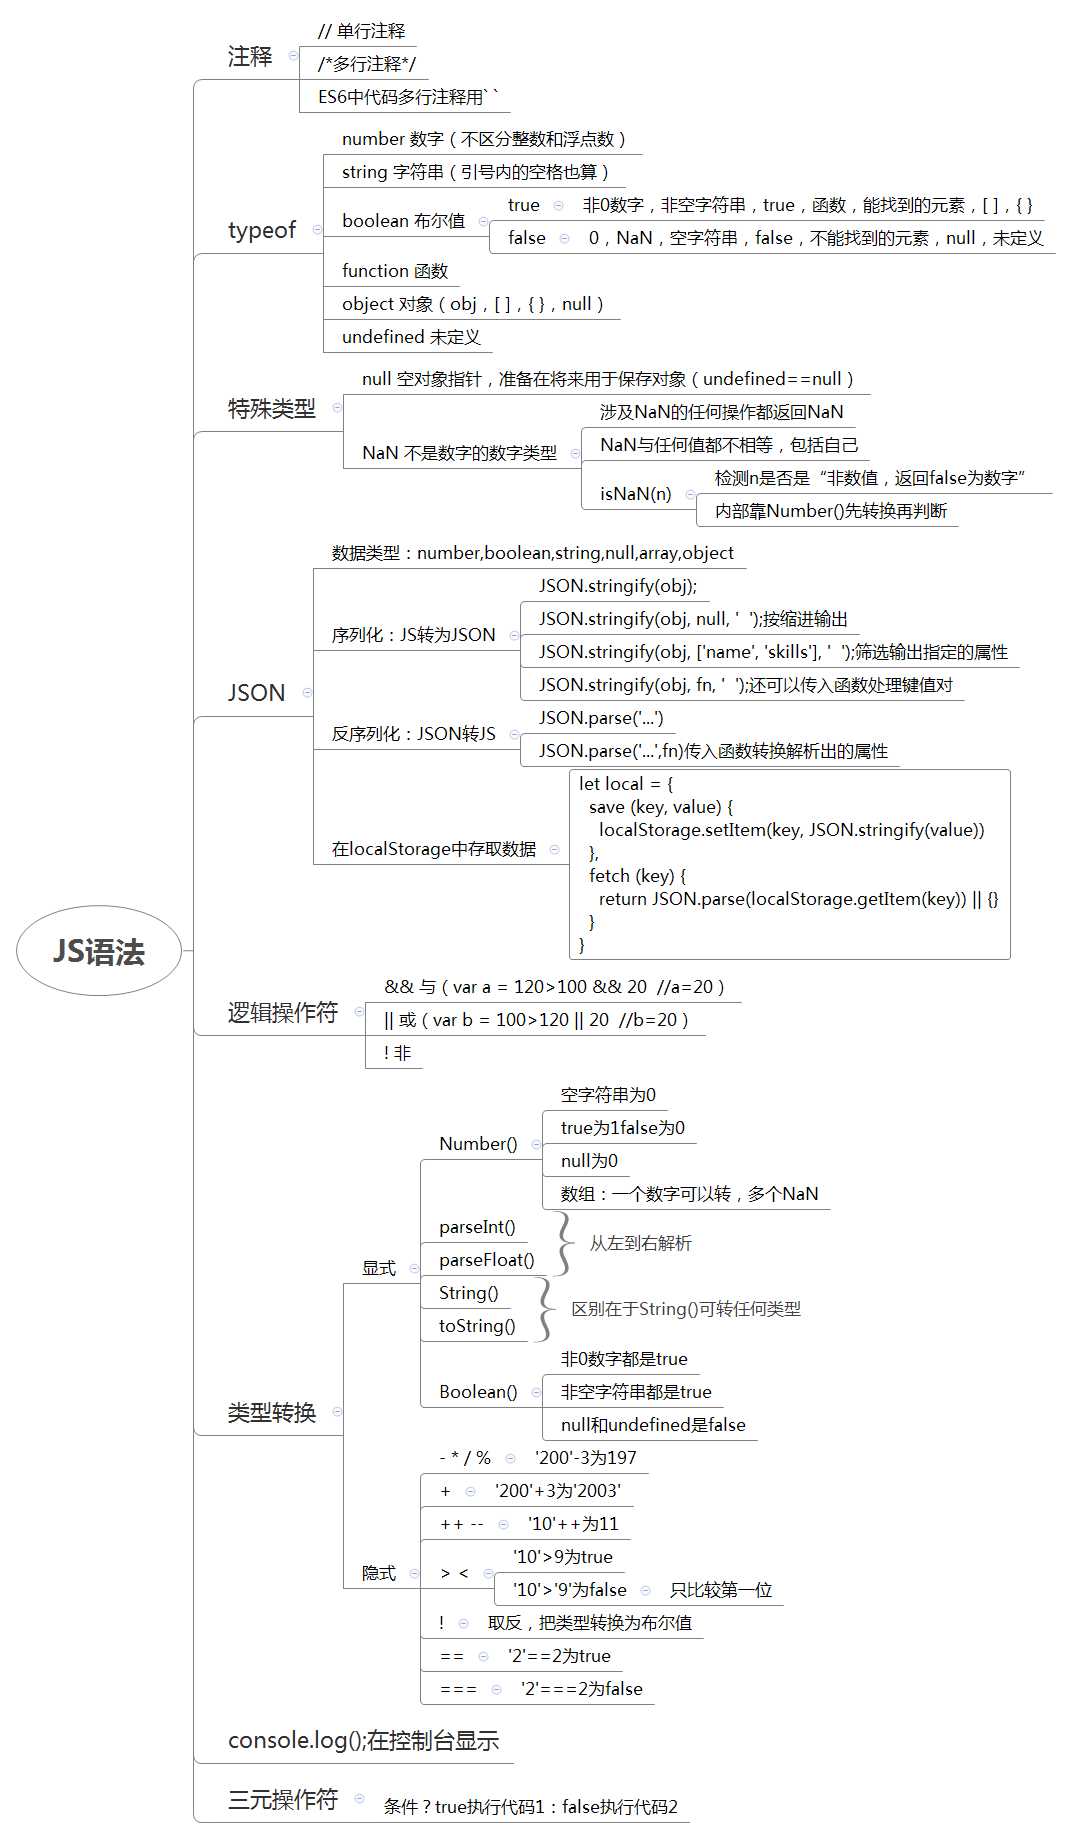 // 单行注释
注释
/*多行注释*/
ES6中代码多行注释用``
number 数字（不区分整数和浮点数）
string 字符串（引号内的空格也算）
typeof
boolean 布尔值
true
非0数字，非空字符串，true，函数，能找到的元素，[ ]，{ }
false
0，NaN，空字符串，false，不能找到的元素，null，未定义
function 函数
object 对象（obj，[ ]，{ }，null）
undefined 未定义
特殊类型
null 空对象指针，准备在将来用于保存对象（undefined==null）
NaN 不是数字的数字类型
涉及NaN的任何操作都返回NaN
NaN与任何值都不相等，包括自己
isNaN(n)
检测n是否是“非数值，返回false为数字”
内部靠Number()先转换再判断
JSON
数据类型：number,boolean,string,null,array,object
序列化：JS转为JSON
JSON.stringify(obj);
JSON.stringify(obj, null, '  ');按缩进输出
JSON.stringify(obj, ['name', 'skills'], '  ');筛选输出指定的属性
JSON.stringify(obj, fn, '  ');还可以传入函数处理键值对
反序列化：JSON转JS
JSON.parse('...')
JSON.parse('...',fn)传入函数转换解析出的属性
在localStorage中存取数据
let local = {
save (key, value) {
localStorage.setItem(key, JSON.stringify(value))
},
fetch (key) {
return JSON.parse(localStorage.getItem(key)) || {}
}
}
JS语法
逻辑操作符
&& 与（var a = 120>100 && 20  //a=20）
|| 或（var b = 100>120 || 20  //b=20）
! 非
类型转换
显式
Number()
空字符串为0
true为1false为0
null为0
数组：一个数字可以转，多个NaN
parseInt()
parseFloat()
从左到右解析
String()
toString()
区别在于String()可转任何类型
Boolean()
非0数字都是true
非空字符串都是true
null和undefined是false
隐式
- * / %
'200'-3为197
+
'200'+3为'2003'
++ --
'10'++为11
> <
'10'>9为true
'10'>'9'为false
只比较第一位
!
取反，把类型转换为布尔值
==
'2'==2为true
===
'2'===2为false
console.log();在控制台显示
三元操作符
条件？true执行代码1：false执行代码2